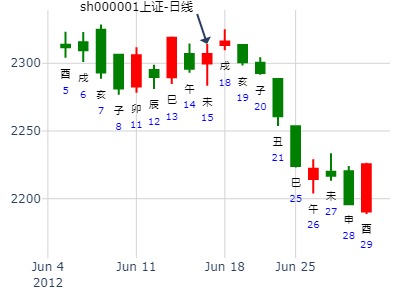 sh000001上证-日线
2300
2250
2200
酉
5
戌
6
亥
7
子
8
卯
11
辰
12
巳
13
午
14
未
15
戌
18
亥
19
子
20
丑
21
巳
25
午
26
未
27
申
28
酉
29
Jun 4
2012
Jun 11
Jun 18
Jun 25